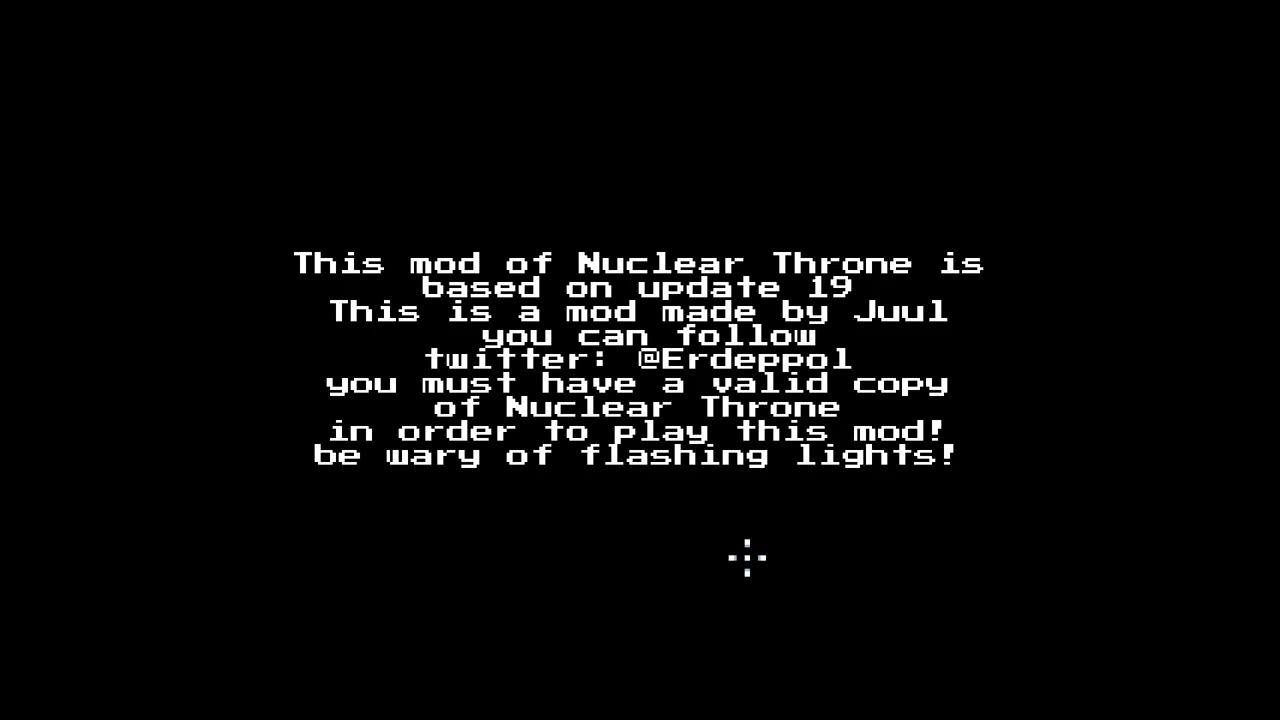 This mod of Nuclear Throne is
based on update 19
This is a mod made by Juul
you can follow
twitter: @Erdeppol
you must have a valid copy
of Nuclear Throne
in order to play this mod!
be wary of flashing lights!